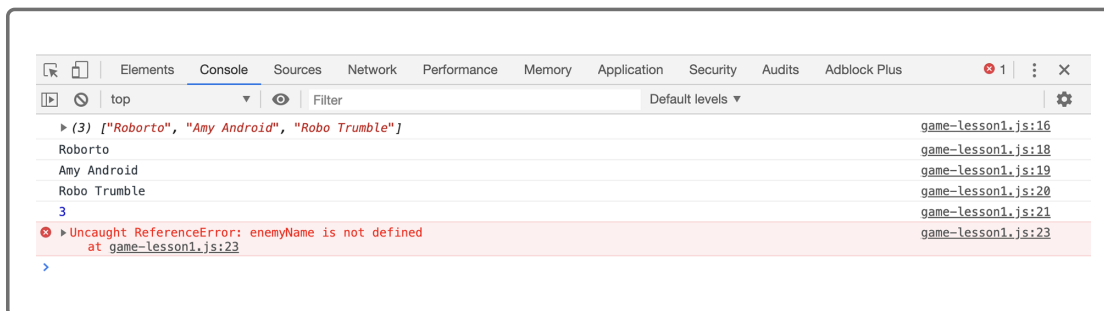 Elements Console Sources Network Performance Memory Application Security Audits Adblock Plus 1
top Filter Default levels
(3) ["Roborto", "Amy Android", "Robo Trumble"] game-lesson1.js:16
Roborto game-lesson1.js:18
Amy Android game-lesson1.js:19
Robo Trumble game-lesson1.js:20
3 game-lesson1.js:21
Uncaught ReferenceError: enemyName is not defined game-lesson1.js:23
at game-lesson1.js:23